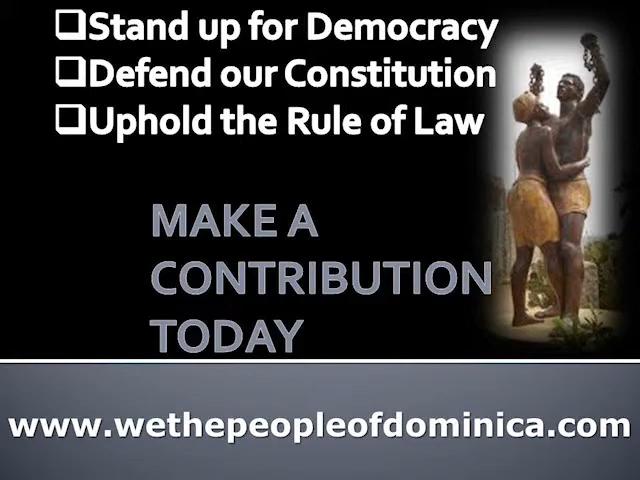 ❑Stand up for Democracy
❑Defend our Constitution
❑Uphold the Rule of Law
MAKE A
CONTRIBUTION
TODAY
www.wethepeopleofdominica.com